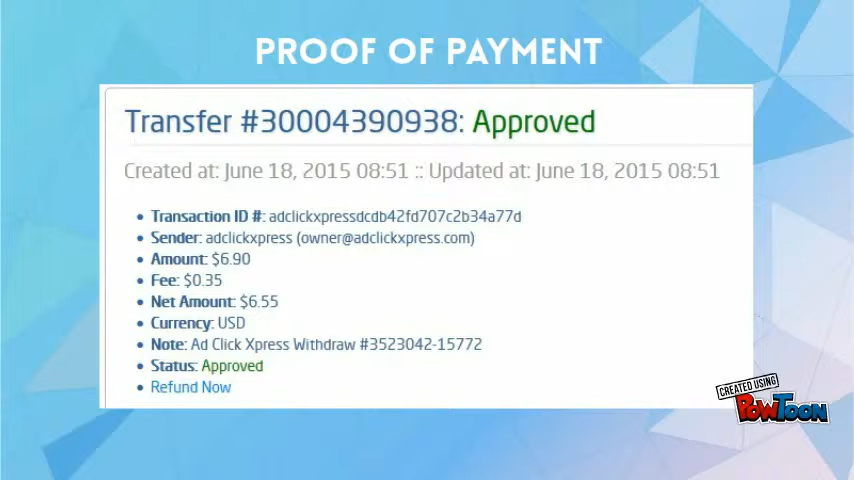 PROOF OF PAYMENT
Transfer #30004390938: Approved
Created at: June 18, 2015 08:51 :: Updated at: June 18, 2015 08:51
Transaction ID #: adclickxpressdcdb42fd707c2b34a77d
Sender: adclickxpress (owner@adclickxpress.com)
Amount: $6.90
Fee: $0.35
Net Amount: $6.55
Currency: USD
Note: Ad Click Xpress Withdraw #3523042-15772
Status: Approved
Refund Now
CREATED USING
POWTOON